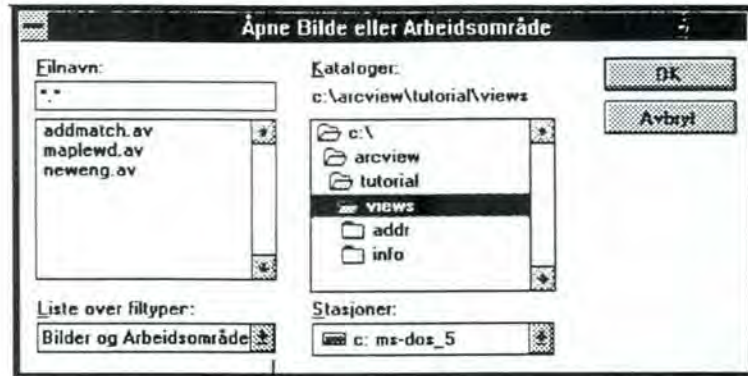 Åpne Bilde eller Arbeidsområde
Filnavn:
*.*
addmatch.av
maplewd.av
neweng.av
Liste over filtyper:
Bilder og Arbeidsområde
Kataloger:
c:\arcview\tutorial\views
c:\
arcview
tutorial
views
addr
info
Stasjoner:
c: ms-dos_5
OK
Avbryt